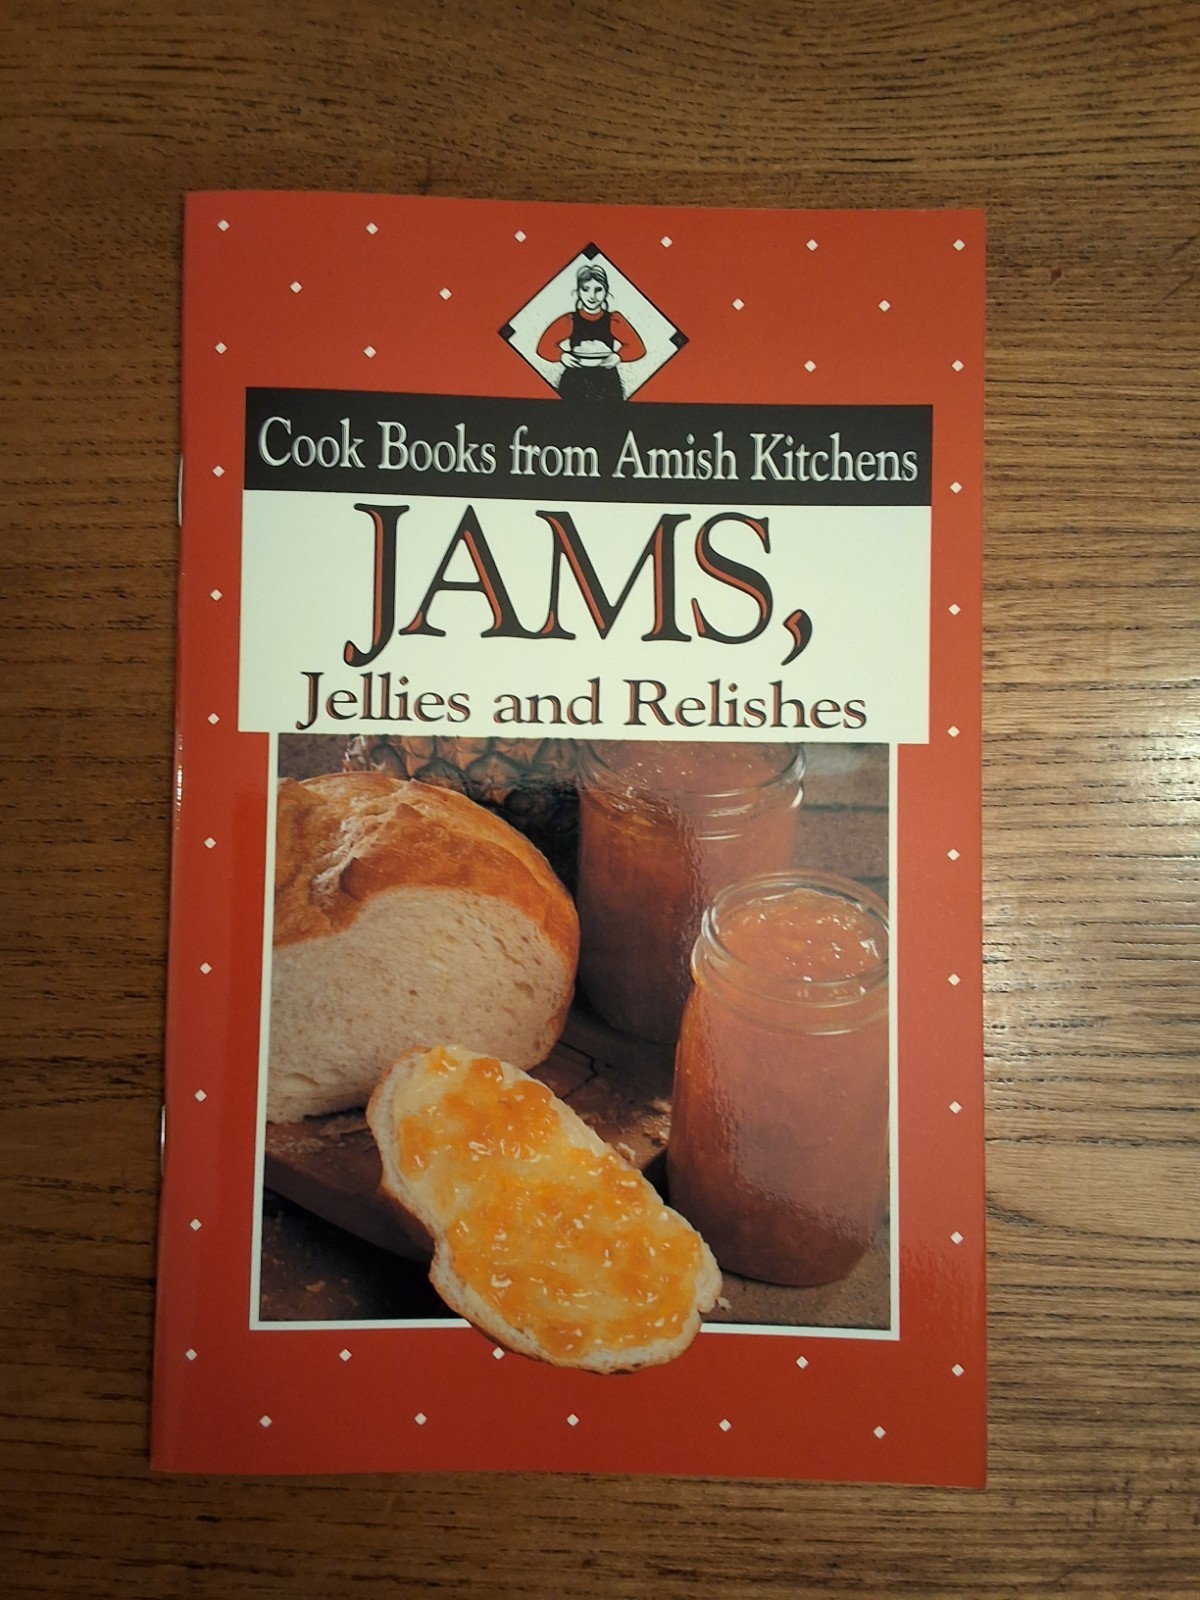 Cook Books from Amish Kitchens
JAMS,
Jellies and Relishes